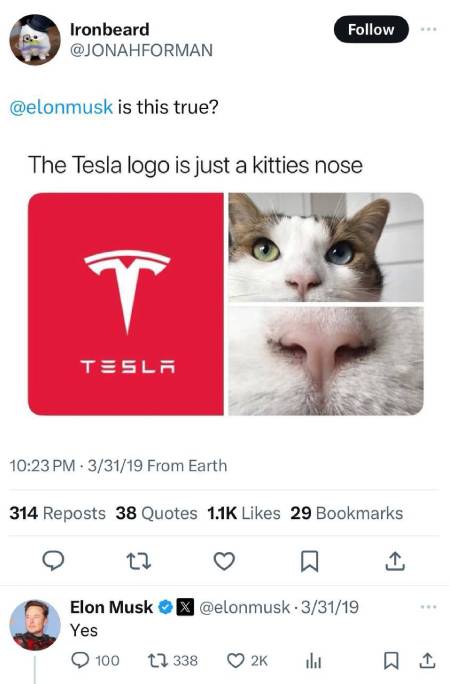 Ironbeard
Follow
@JONAHFORMAN
@elonmusk is this true?
The Tesla logo is just a kitties nose
TESLA
10:23 PM · 3/31/19 From Earth
314 Reposts 38 Quotes 1.1K Likes 29 Bookmarks
Elon Musk @elonmusk · 3/31/19
Yes
100 338 2K